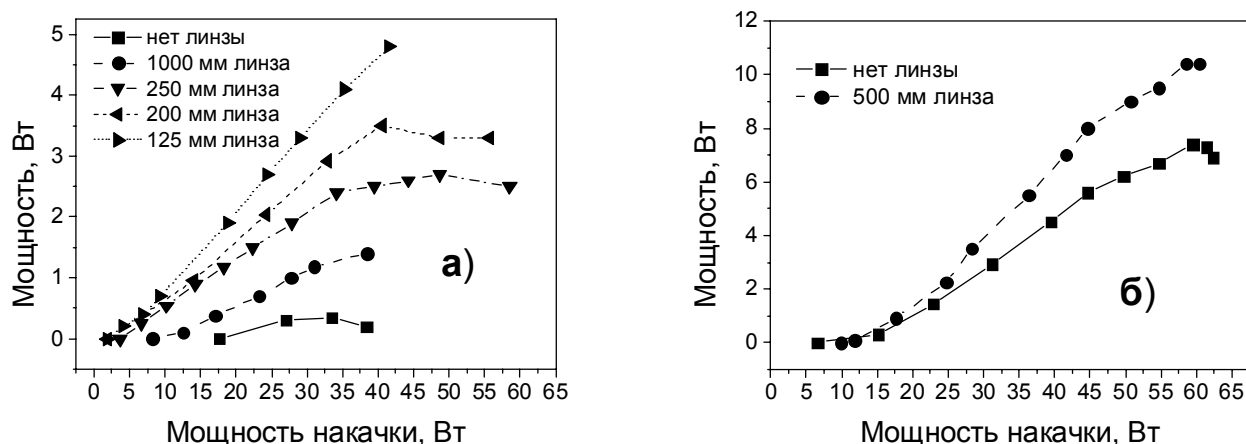 Мощность, Вт
5
4
3
2
1
0
нет линзы
1000 мм линза
250 мм линза
200 мм линза
125 мм линза
а)
0 5 10 15 20 25 30 35 40 45 50 55 60 65
Мощность накачки, Вт
Мощность, Вт
12
10
8
6
4
2
0
нет линзы
500 мм линза
б)
0 5 10 15 20 25 30 35 40 45 50 55 60 65
Мощность накачки, Вт